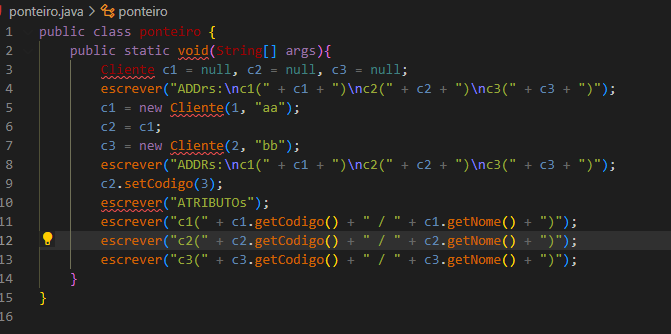 ponteiro.java > ponteiro
1 public class ponteiro {
2 public static void(String[] args){
3 Cliente c1 = null, c2 = null, c3 = null;
4 escrever("ADDrs:\nc1(" + c1 + ")\nc2(" + c2 + ")\nc3(" + c3 + ")");
5 c1 = new Cliente(1, "aa");
6 c2 = c1;
7 c3 = new Cliente(2, "bb");
8 escrever("ADDRs:\nc1(" + c1 + ")\nc2(" + c2 + ")\nc3(" + c3 + ")");
9 c2.setCodigo(3);
10 escrever("ATRIBUTOs");
11 escrever("c1(" + c1.getCodigo() + " / " + c1.getNome() + ")");
12 escrever("c2(" + c2.getCodigo() + " / " + c2.getNome() + ")");
13 escrever("c3(" + c3.getCodigo() + " / " + c3.getNome() + ")");
14 }
15 }
16